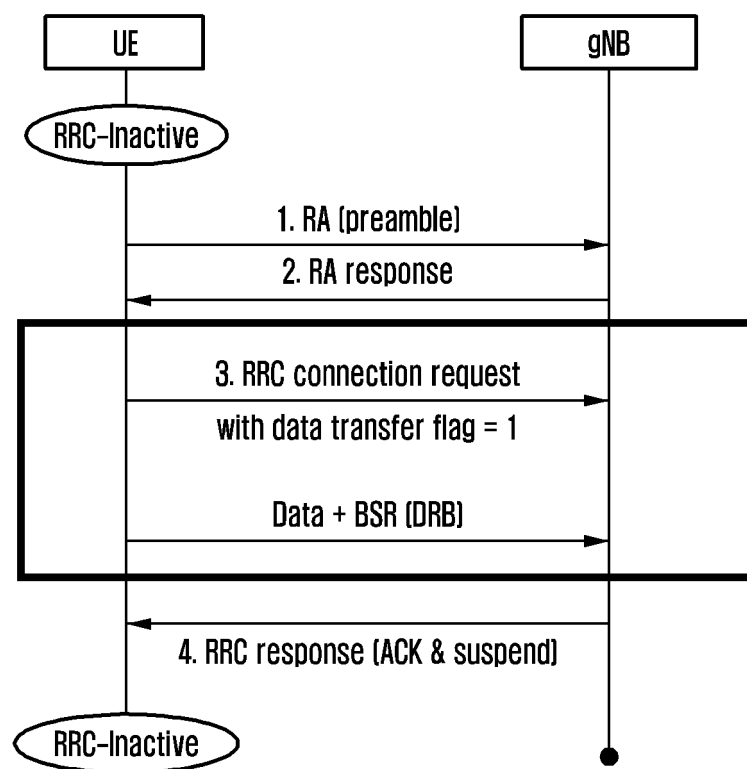 UE
gNB
RRC-Inactive
1. RA (preamble)
2. RA response
3. RRC connection request
with data transfer flag = 1
Data + BSR (DRB)
4. RRC response (ACK & suspend)
RRC-Inactive